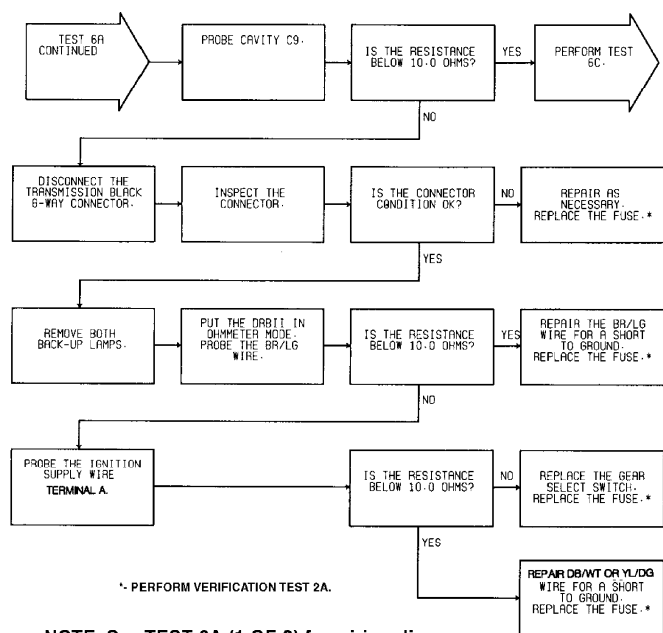 TEST 6A
CONTINUED
PROBE CAVITY C9.
IS THE RESISTANCE
BELOW 10.0 OHMS?
YES
PERFORM TEST
6C.
NO
DISCONNECT THE
TRANSMISSION BLACK
8-WAY CONNECTOR.
INSPECT THE
CONNECTOR.
IS THE CONNECTOR
CONDITION OK?
NO
REPAIR AS
NECESSARY.
REPLACE THE FUSE.*
YES
REMOVE BOTH
BACK-UP LAMPS.
PUT THE DRBII IN
OHMMETER MODE.
PROBE THE BR/LG
WIRE.
IS THE RESISTANCE
BELOW 10.0 OHMS?
YES
REPAIR THE BR/LG
WIRE FOR A SHORT
TO GROUND.
REPLACE THE FUSE.*
NO
PROBE THE IGNITION
SUPPLY WIRE
TERMINAL A.
IS THE RESISTANCE
BELOW 10.0 OHMS?
NO
REPLACE THE GEAR
SELECT SWITCH.
REPLACE THE FUSE.*
YES
REPAIR DB/WT OR YL/DG
WIRE FOR A SHORT
TO GROUND.
REPLACE THE FUSE.*
*- PERFORM VERIFICATION TEST 2A.